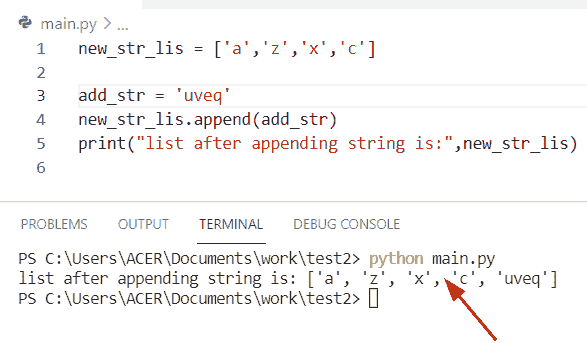 main.py > ...
1 new_str_lis = ['a','z','x','c']
2
3 add_str = 'uveq'
4 new_str_lis.append(add_str)
5 print("list after appending string is:",new_str_lis)
6
PROBLEMS OUTPUT TERMINAL DEBUG CONSOLE
PS C:\Users\ACER\Documents\work\test2> python main.py
list after appending string is: ['a', 'z', 'x', 'c', 'uveq']
PS C:\Users\ACER\Documents\work\test2>